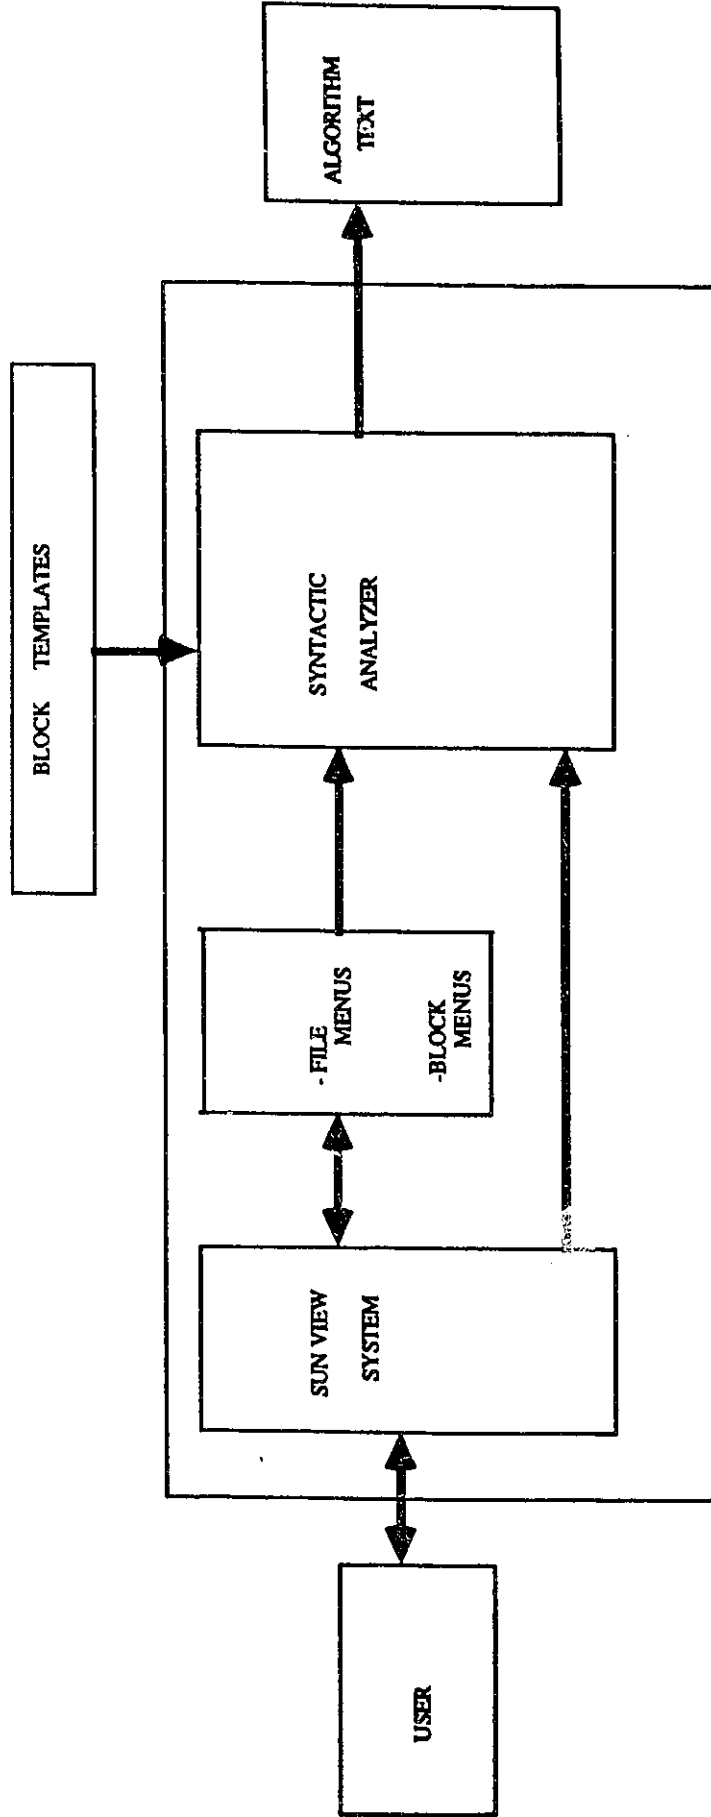 BLOCK TEMPLATES
USER
SUN VIEW
SYSTEM
- FILE
MENUS
-BLOCK
MENUS
SYNTACTIC
ANALYZER
ALGORITHM
TEXT